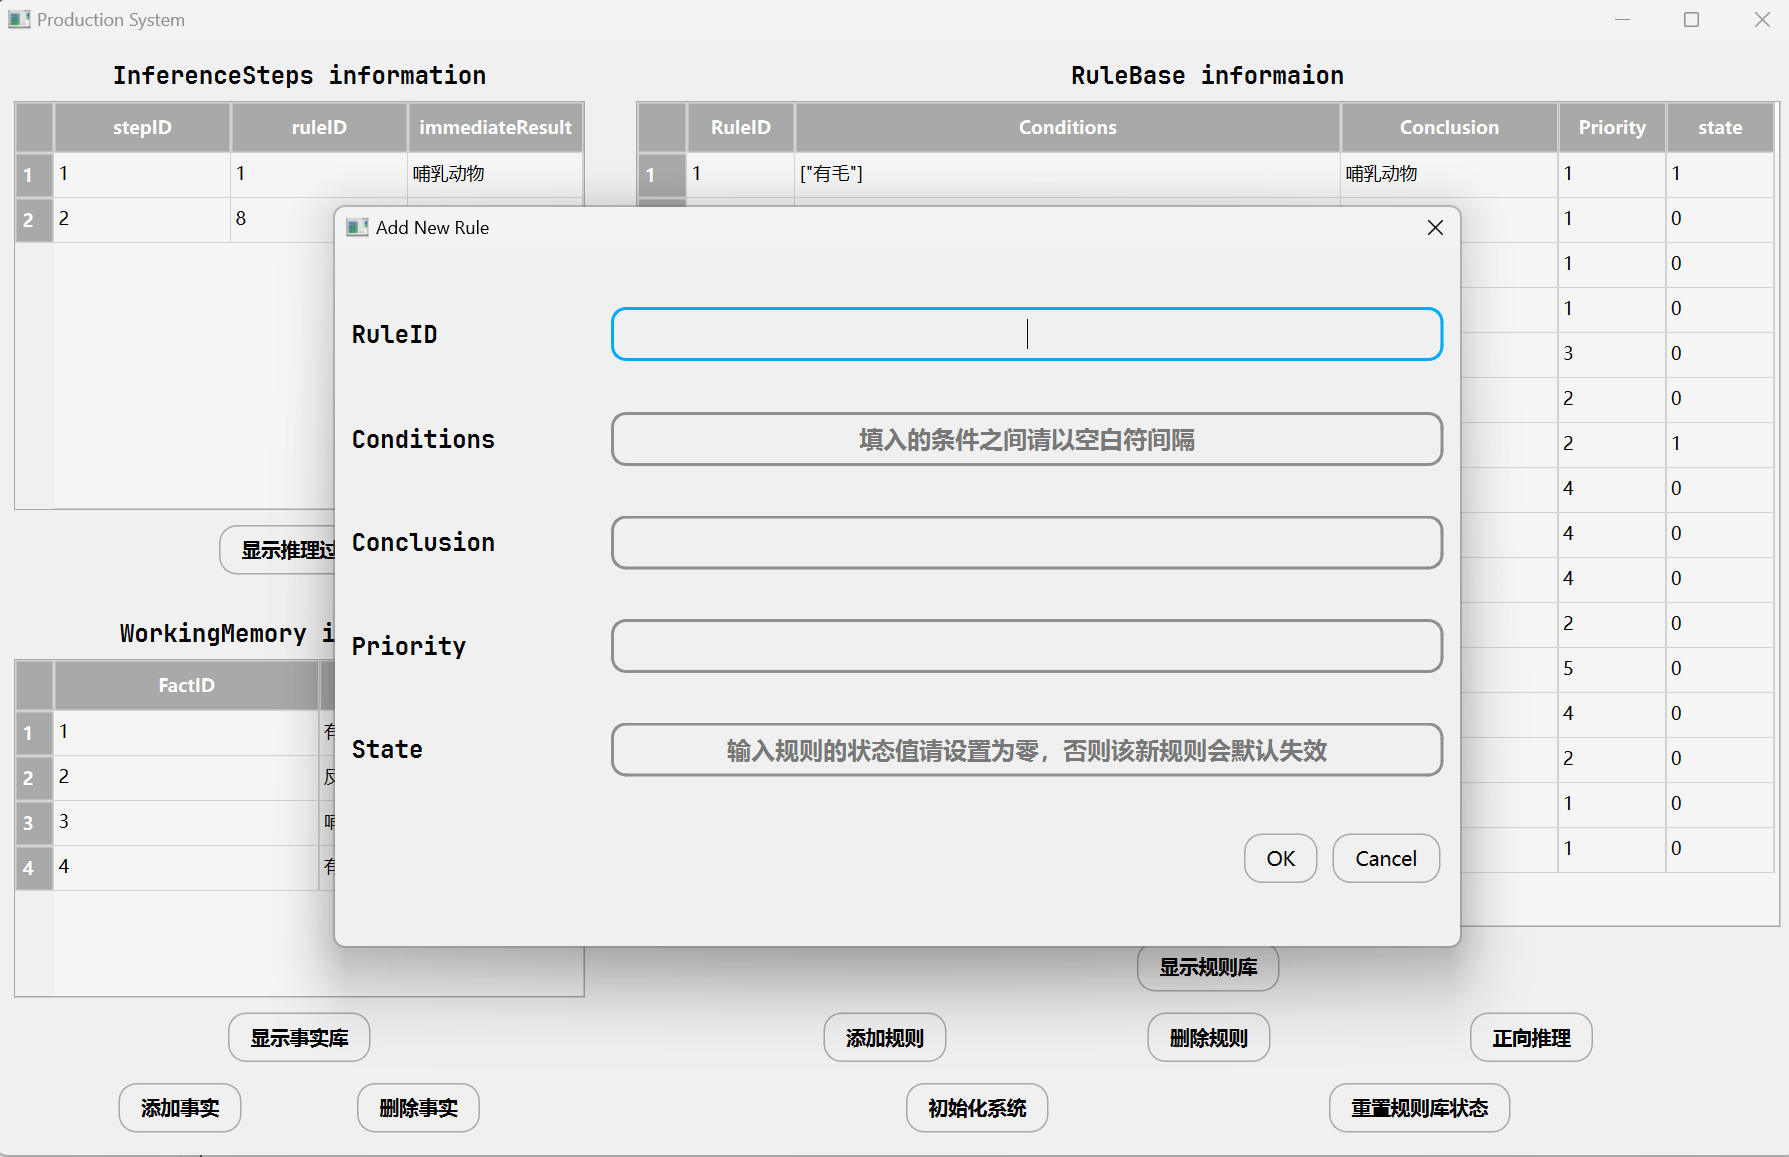 Production System
InferenceSteps information
stepID ruleID immediateResult
1 1 1 哺乳动物
2 2 8
显示推理过
WorkingMemory i
FactID
1 1 有
2 2
3 3
4 4 有
显示事实库
添加事实 删除事实
RuleBase informaion
RuleID Conditions Conclusion Priority state
1 1 ["有毛"] 哺乳动物 1 1
1 0
1 0
1 0
3 0
2 0
2 1
4 0
4 0
4 0
2 0
5 0
4 0
2 0
1 0
1 0
显示规则库
添加规则 删除规则 正向推理
初始化系统 重置规则库状态
Add New Rule
RuleID
Conditions 填入的条件之间请以空白符间隔
Conclusion
Priority
State 输入规则的状态值请设置为零，否则该新规则会默认失效
OK Cancel